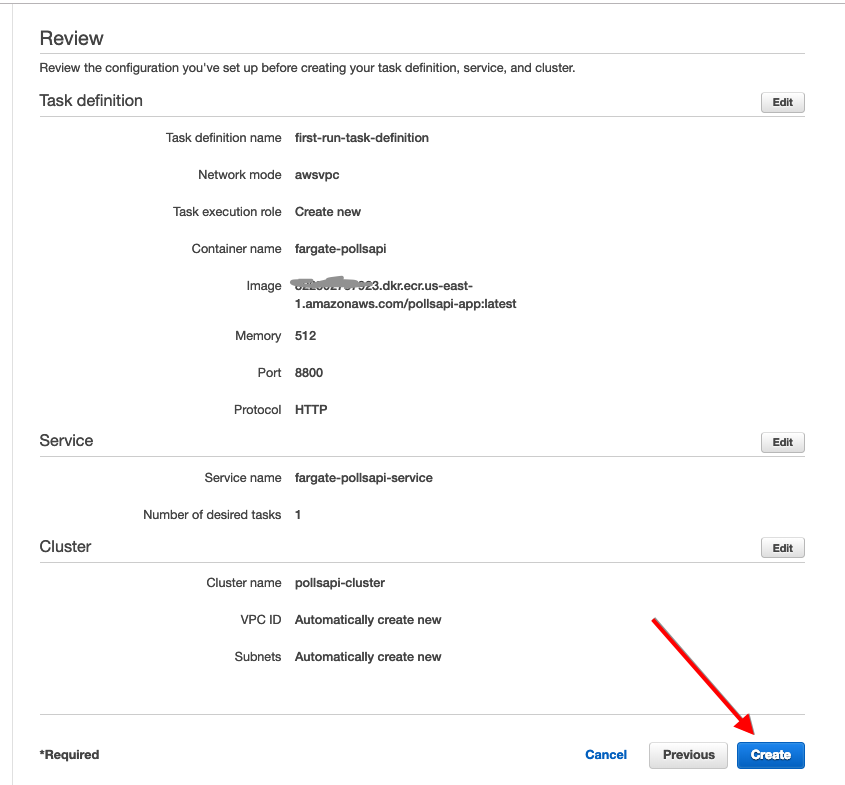 Review
Review the configuration you've set up before creating your task definition, service, and cluster.
Task definition Edit
Task definition name first-run-task-definition
Network mode awsvpc
Task execution role Create new
Container name fargate-pollsapi
Image .dkr.ecr.us-east-
1.amazonaws.com/pollsapi-app:latest
Memory 512
Port 8800
Protocol HTTP
Service Edit
Service name fargate-pollsapi-service
Number of desired tasks 1
Cluster Edit
Cluster name pollsapi-cluster
VPC ID Automatically create new
Subnets Automatically create new
*Required Cancel Previous Create